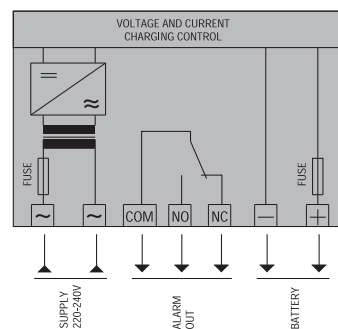 VOLTAGE AND CURRENT
CHARGING CONTROL
FUSE
FUSE
~
~
COM
NO
NC
—
+
SUPPLY
220-240V
ALARM
OUT
BATTERY